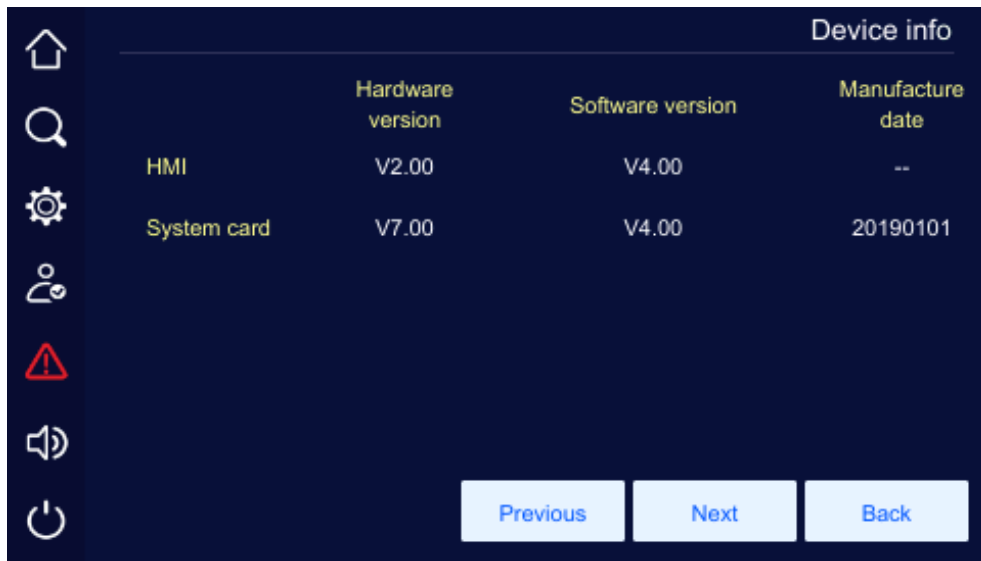 Device info
Hardware version Software version Manufacture date
HMI V2.00 V4.00 --
System card V7.00 V4.00 20190101
Previous Next Back